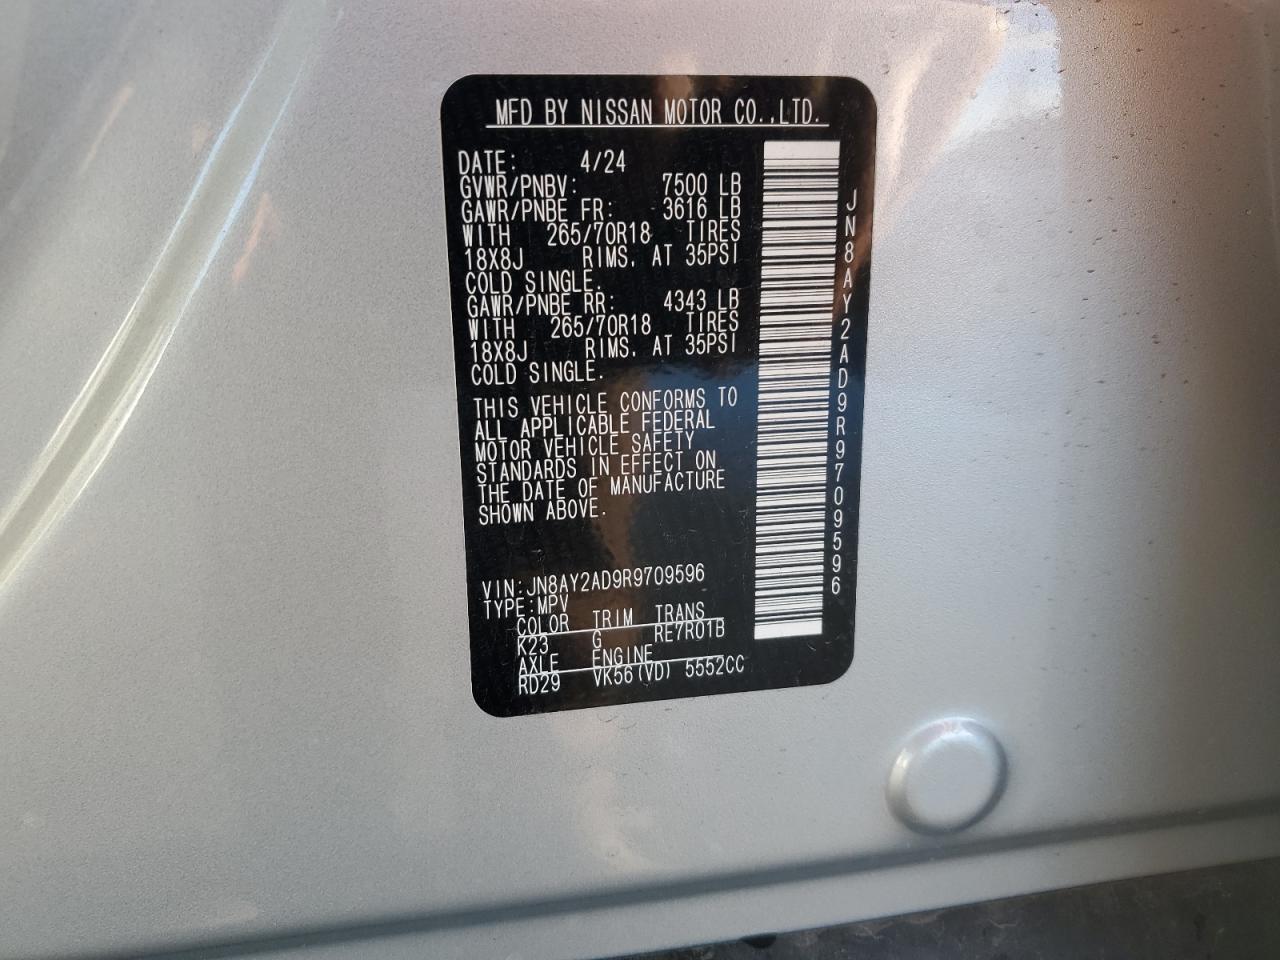 MFD BY NISSAN MOTOR CO.,LTD.
DATE: 4/24
GVWR/PNBV: 7500 LB
GAWR/PNBE FR: 3616 LB
WITH 265/70R18 TIRES
18X8J RIMS. AT 35PSI
COLD SINGLE.
GAWR/PNBE RR: 4343 LB
WITH 265/70R18 TIRES
18X8J RIMS. AT 35PSI
COLD SINGLE.
THIS VEHICLE CONFORMS TO
ALL APPLICABLE FEDERAL
MOTOR VEHICLE SAFETY
STANDARDS IN EFFECT ON
THE DATE OF MANUFACTURE
SHOWN ABOVE.
VIN:JN8AY2AD9R9709596
TYPE:MPV
COLOR TRIM TRANS
K23 G RE7R01B
AXLE ENGINE
RD29 VK56(VD) 5552CC
JN8AY2AD9R9709596